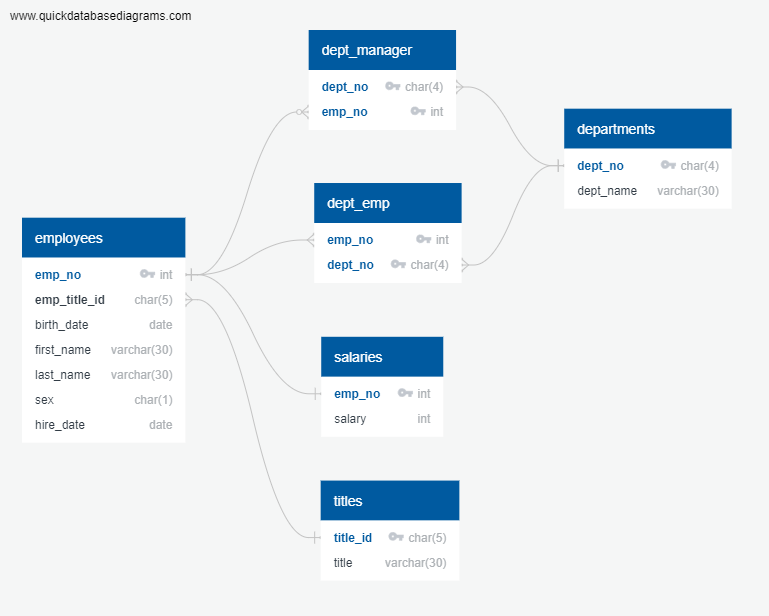 www.quickdatabasediagrams.com
dept_manager
dept_no char(4)
emp_no int
departments
dept_no char(4)
dept_name varchar(30)
dept_emp
emp_no int
dept_no char(4)
employees
emp_no int
emp_title_id char(5)
birth_date date
first_name varchar(30)
last_name varchar(30)
sex char(1)
hire_date date
salaries
emp_no int
salary int
titles
title_id char(5)
title varchar(30)